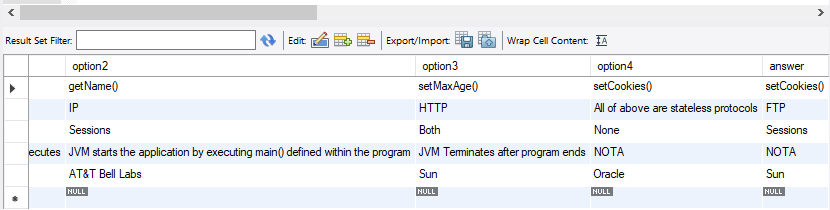 Result Set Filter: Edit: Export/Import: Wrap Cell Content:
option2 option3 option4 answer
getName() setMaxAge() setCookies() setCookies()
IP HTTP All of above are stateless protocols FTP
Sessions Both None Sessions
ecutes JVM starts the application by executing main() defined within the program JVM Terminates after program ends NOTA NOTA
AT&T Bell Labs Sun Oracle Sun
NULL NULL NULL NULL